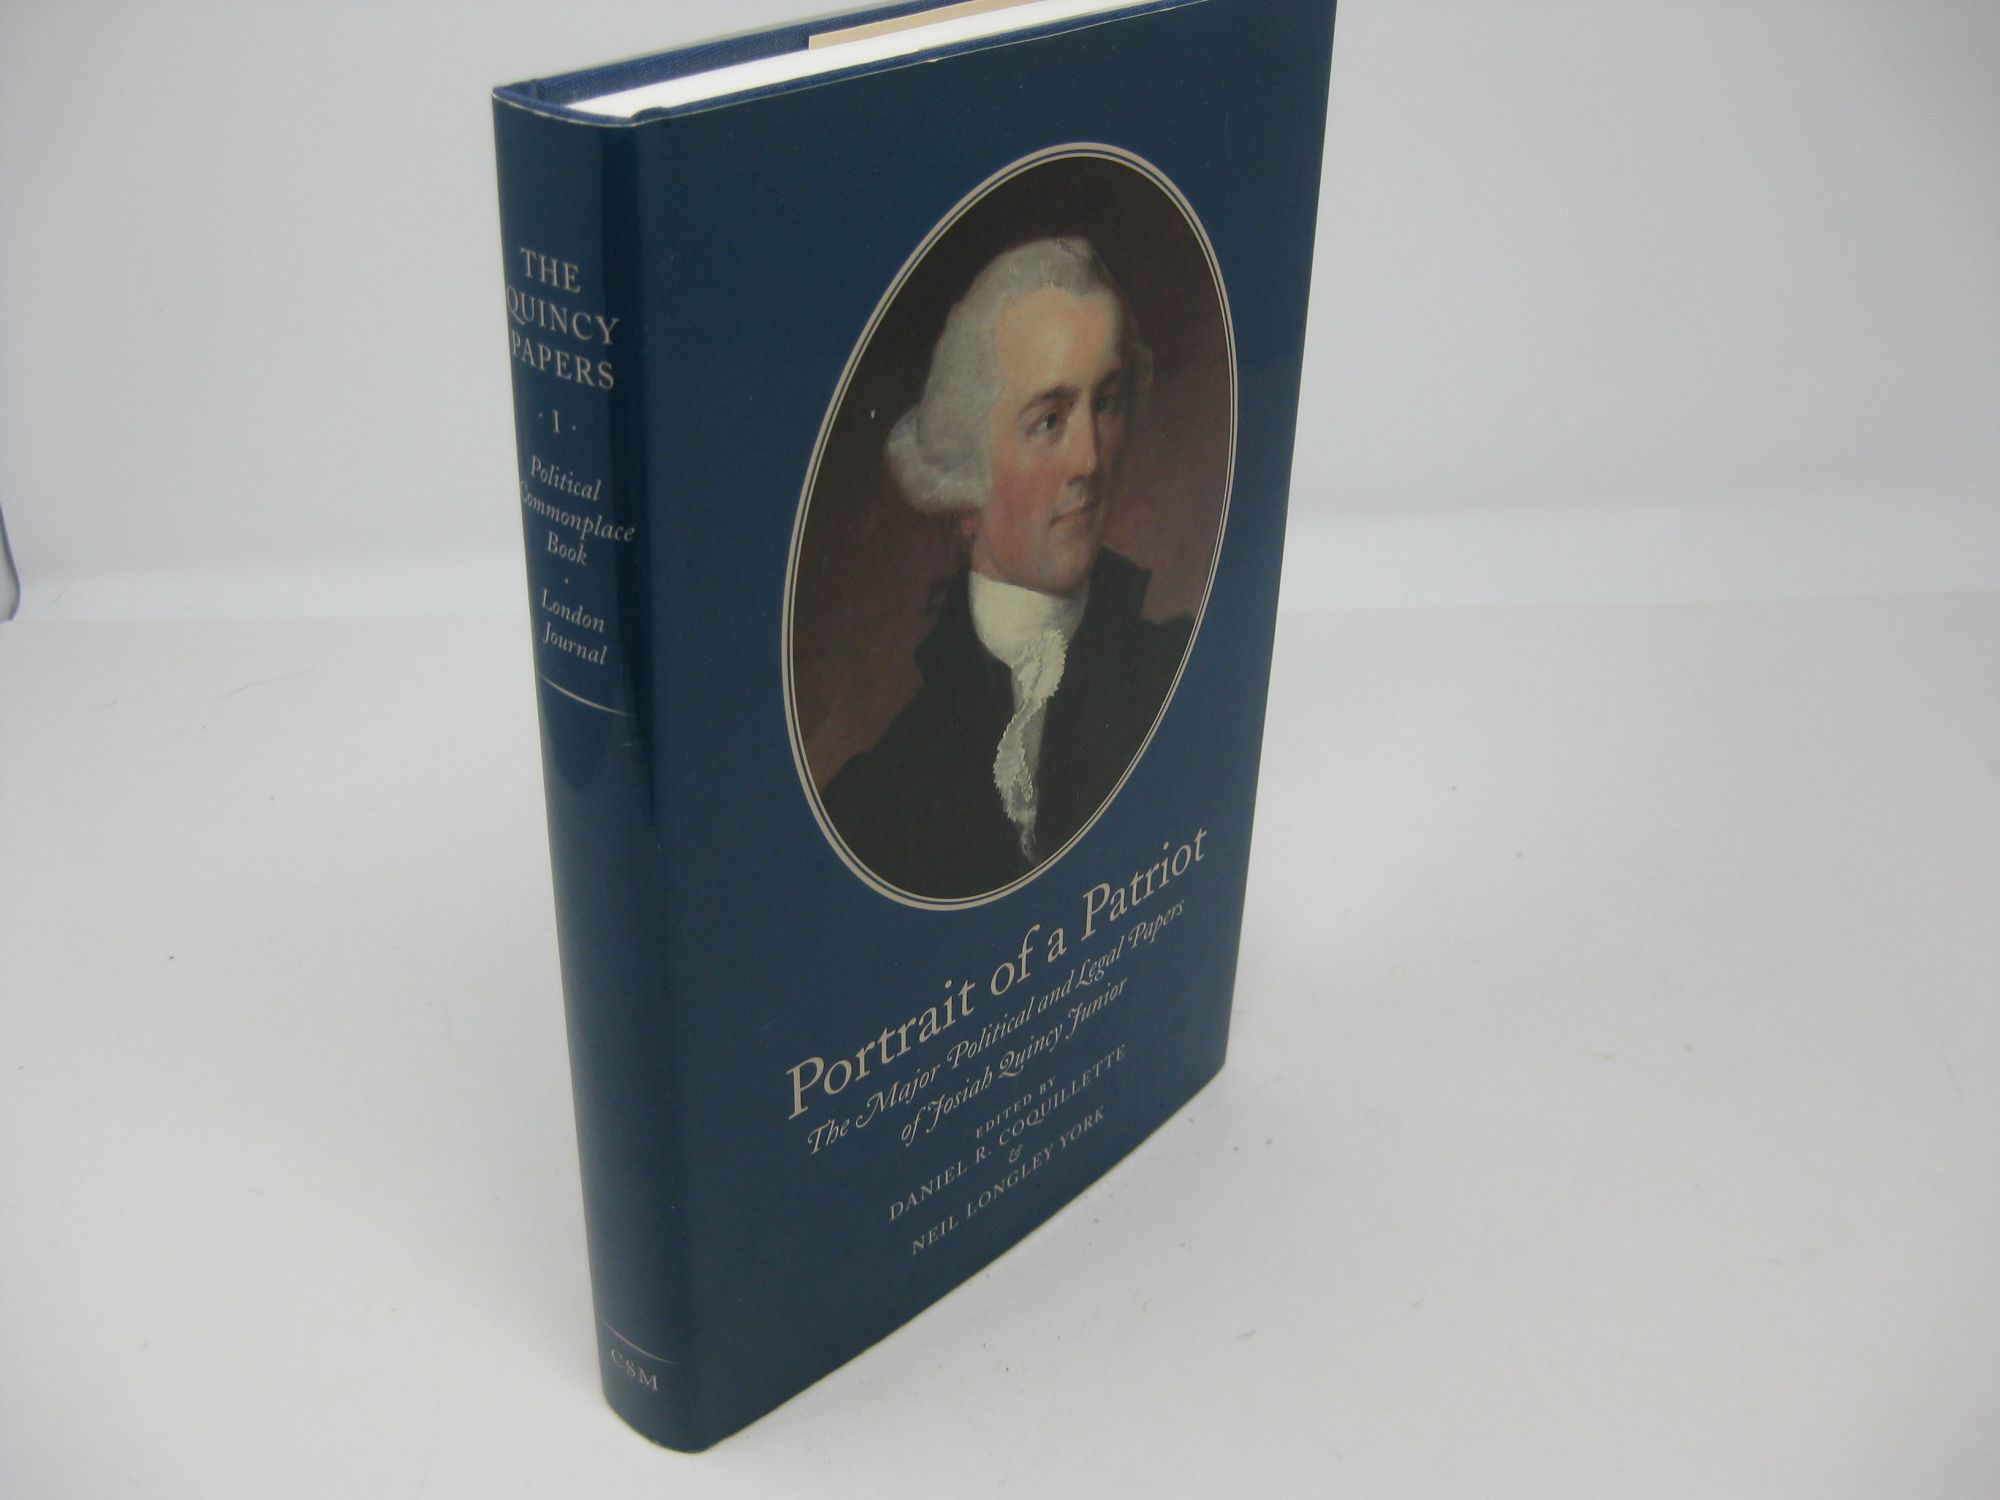 THE
QUINCY
PAPERS
· 1 ·
Political
Commonplace
Book
·
London
Journal
CSM
Portrait of a Patriot
The Major Political and Legal Papers
of Josiah Quincy Junior
EDITED BY
DANIEL R. COQUILLETTE
&
NEIL LONGLEY YORK